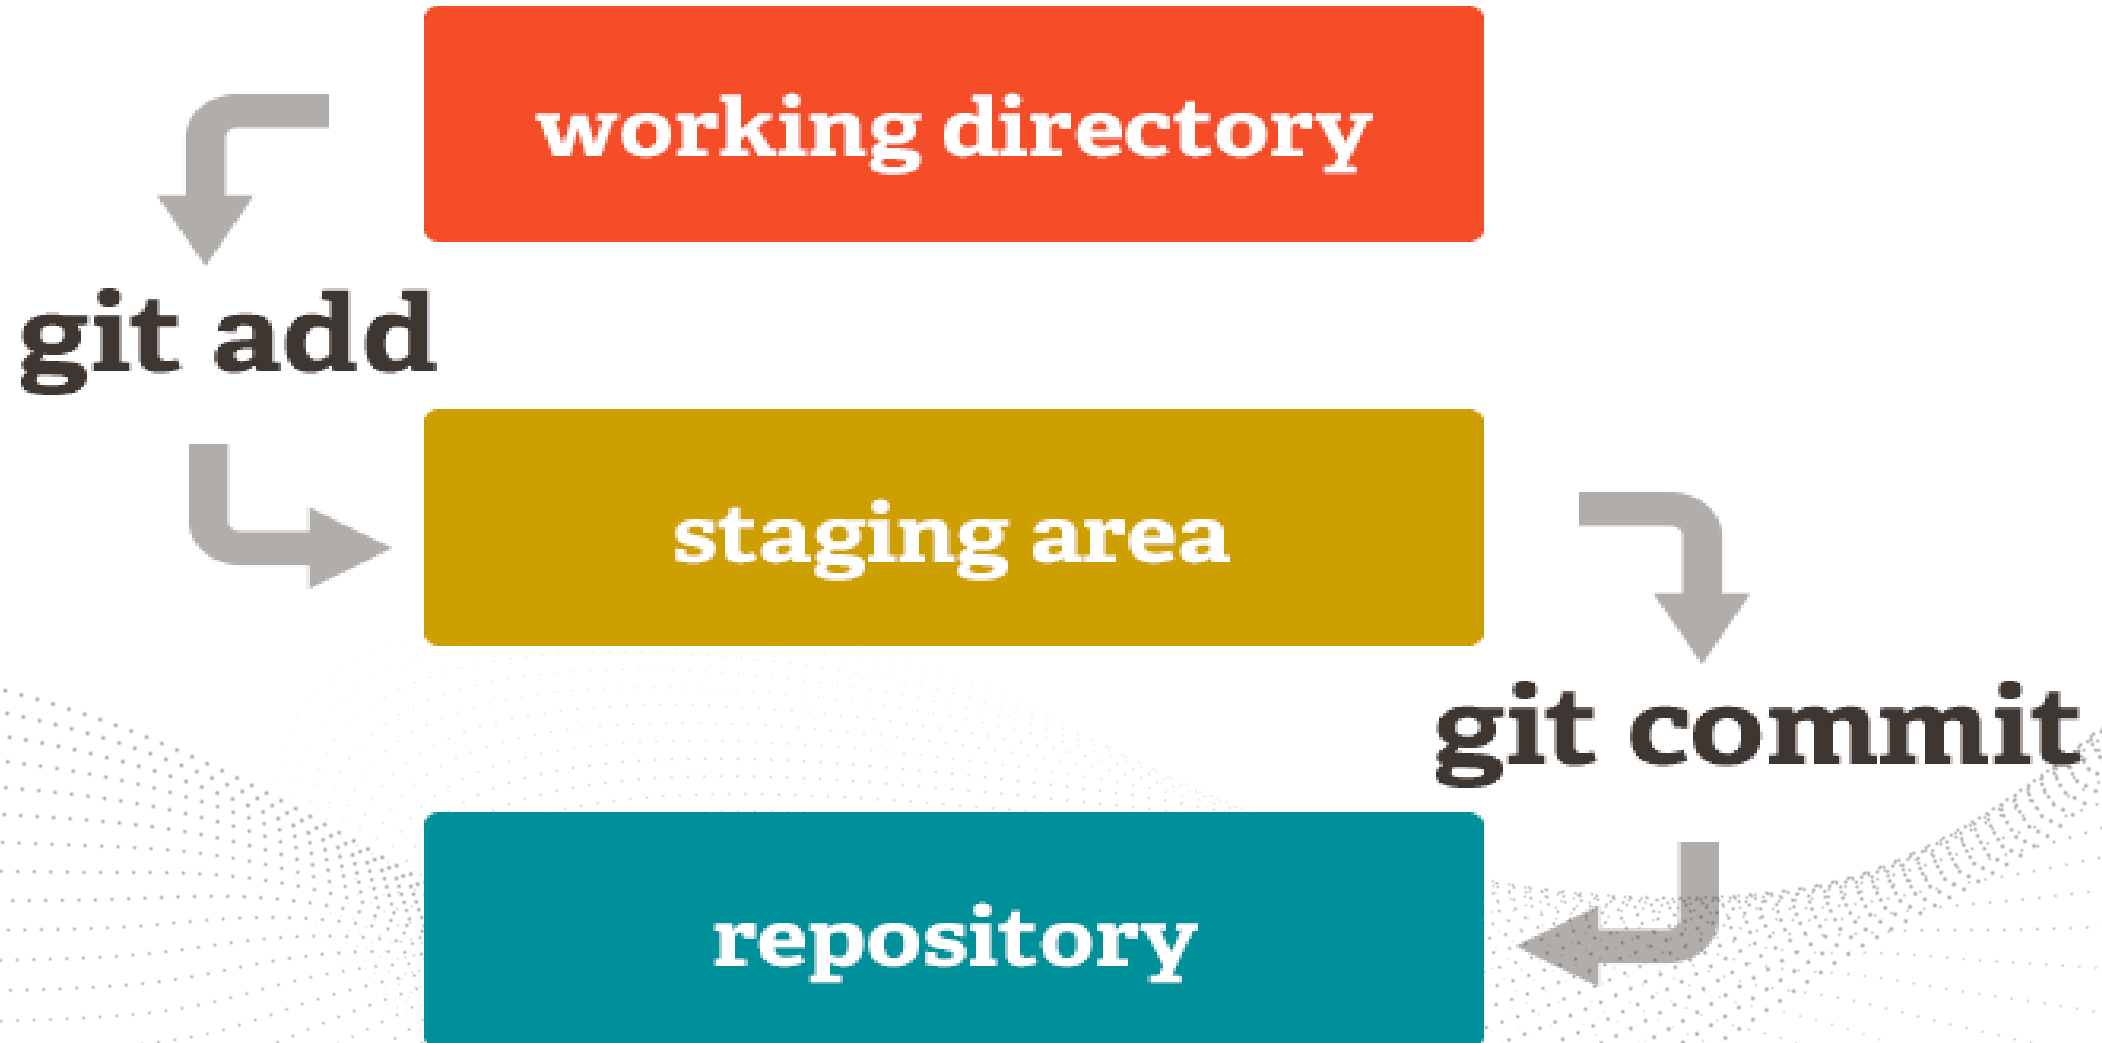 working directory
git add
staging area
git commit
repository